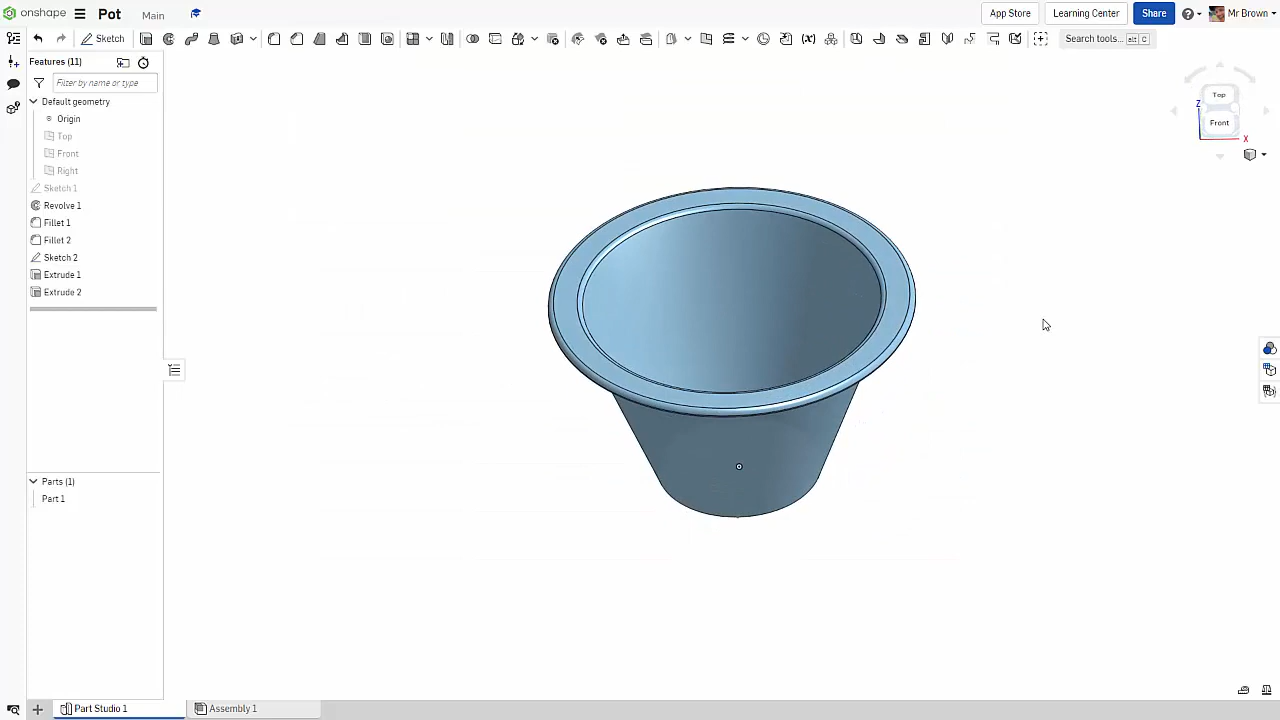 onshape Pot Main App Store Learning Center Share Mr Brown
Sketch Search tools... alt C
Features (11)
Filter by name or type
Default geometry
Origin
Top
Front
Right
Sketch 1
Revolve 1
Fillet 1
Fillet 2
Sketch 2
Extrude 1
Extrude 2
Top
Z
Front
X
Parts (1)
Part 1
Part Studio 1 Assembly 1